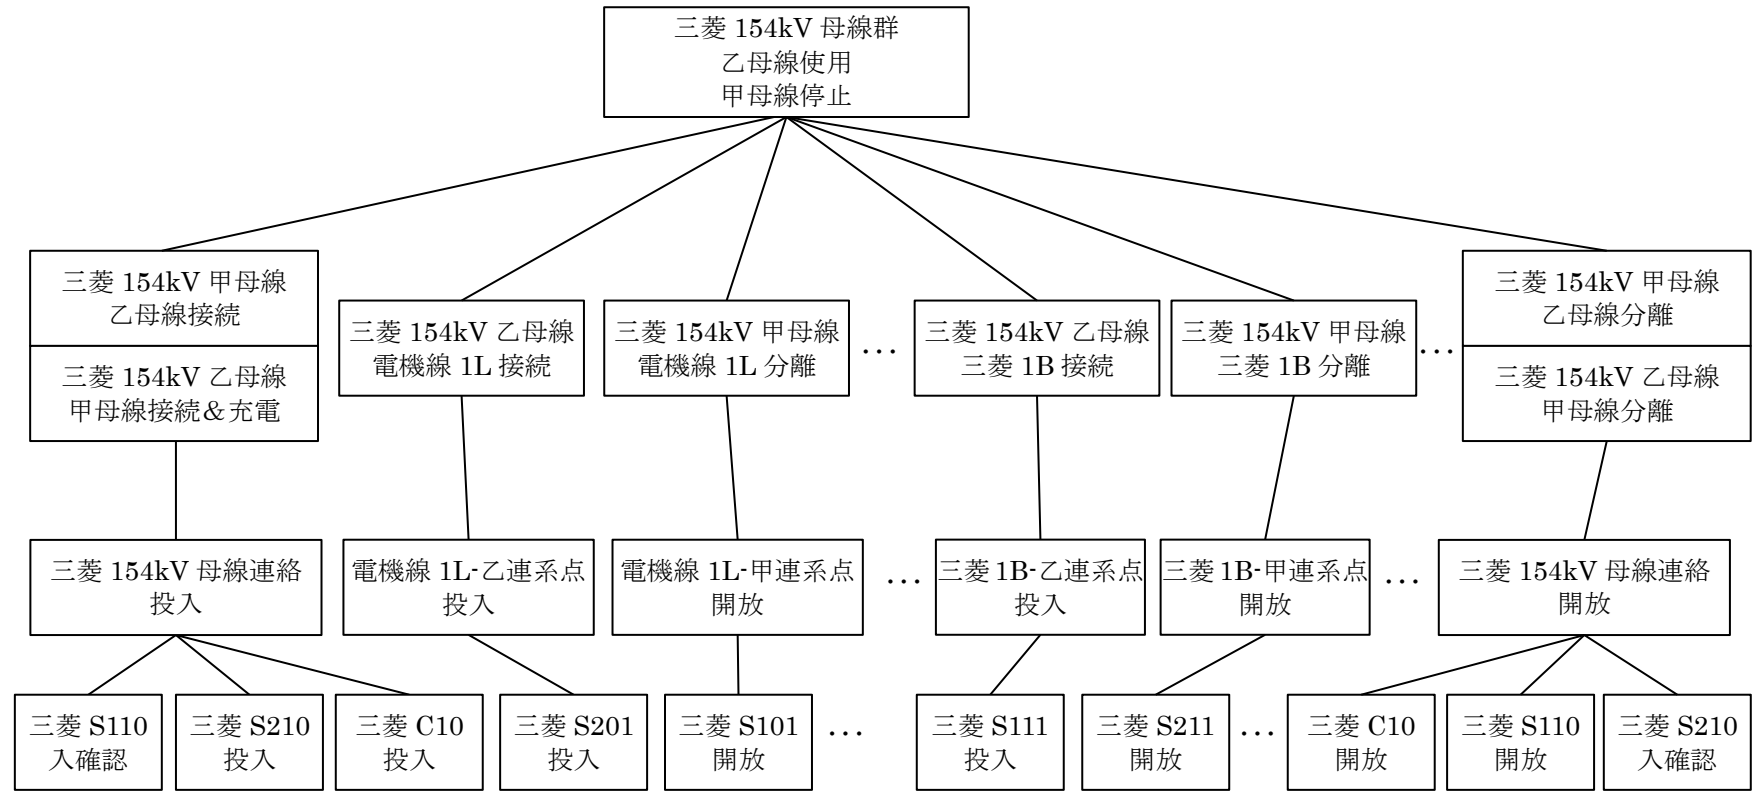 三菱 154kV 母線群
乙母線使用
甲母線停止
三菱 154kV 甲母線
乙母線接続
三菱 154kV 乙母線
甲母線接続＆充電
三菱 154kV 乙母線
電機線 1L 接続
三菱 154kV 甲母線
電機線 1L 分離
…
三菱 154kV 乙母線
三菱 1B 接続
三菱 154kV 甲母線
三菱 1B 分離
…
三菱 154kV 甲母線
乙母線分離
三菱 154kV 乙母線
甲母線分離
三菱 154kV 母線連絡
投入
電機線 1L-乙連系点
投入
電機線 1L-甲連系点
開放
…
三菱 1B-乙連系点
投入
三菱 1B-甲連系点
開放
…
三菱 154kV 母線連絡
開放
三菱 S110
入確認
三菱 S210
投入
三菱 C10
投入
三菱 S201
投入
三菱 S101
開放
…
三菱 S111
投入
三菱 S211
開放
…
三菱 C10
開放
三菱 S110
開放
三菱 S210
入確認